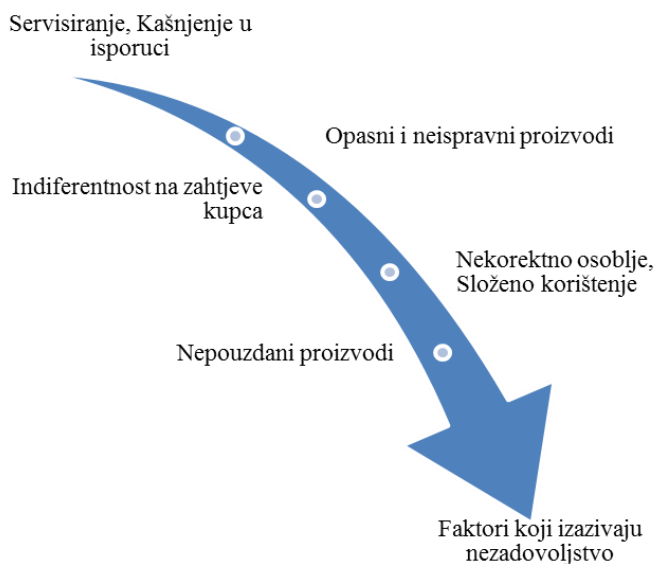 Servisiranje, Kašnjenje u
isporuci
Opasni i neispravni proizvodi
Indiferentnost na zahtjeve
kupca
Nekorektno osoblje,
Složeno korištenje
Nepouzdani proizvodi
Faktori koji izazivaju
nezadovoljstvo